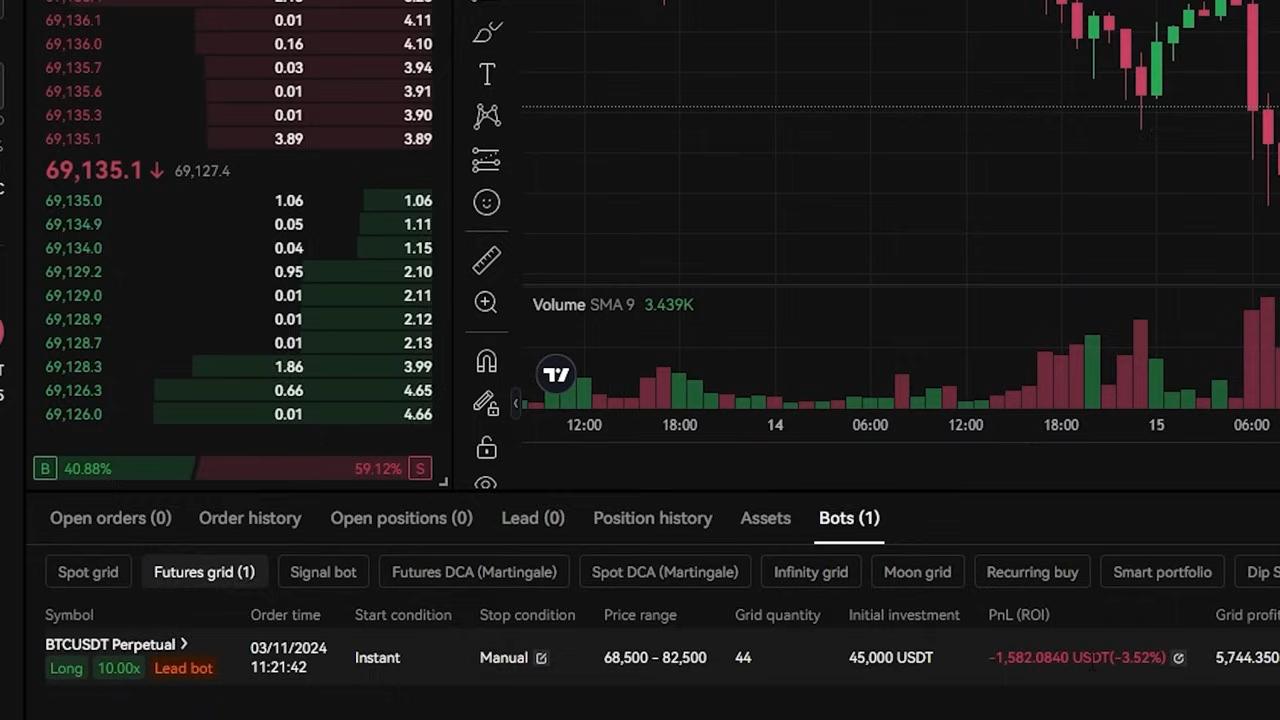 69,136.1 0.01 4.11
69,136.0 0.16 4.10
69,135.7 0.03 3.94
69,135.6 0.01 3.91
69,135.3 0.01 3.90
69,135.1 3.89 3.89
69,135.1↓ 69,127.4
69,135.0 1.06 1.06
69,134.9 0.05 1.11
69,134.0 0.04 1.15
69,129.2 0.95 2.10
69,129.0 0.01 2.11
69,128.9 0.01 2.12
69,128.7 0.01 2.13
69,128.3 1.86 3.99
69,126.3 0.66 4.65
69,126.0 0.01 4.66
B 40.88% 59.12% S
T
Volume SMA 9 3.439K
12:00 18:00 14 06:00 12:00 18:00 15 06:00
Open orders (0) Order history Open positions (0) Lead (0) Position history Assets Bots (1)
Spot grid Futures grid (1) Signal bot Futures DCA (Martingale) Spot DCA (Martingale) Infinity grid Moon grid Recurring buy Smart portfolio Dip S
Symbol Order time Start condition Stop condition Price range Grid quantity Initial investment PnL (ROI) Grid profi
BTCUSDT Perpetual > 03/11/2024 Instant Manual 68,500 – 82,500 44 45,000 USDT -1,582.0840 USDT(-3.52%) 5,744.350
Long 10.00x Lead bot 11:21:42